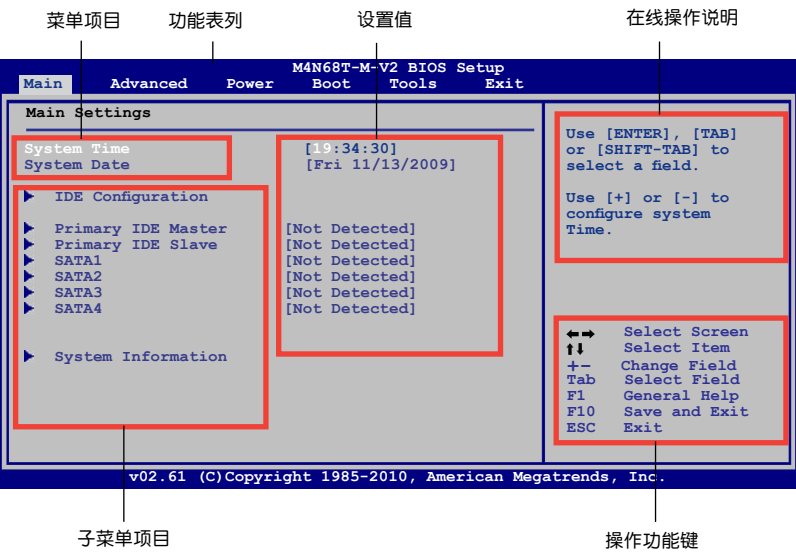 菜单项目 功能表列 设置值 在线操作说明
M4N68T-M-V2 BIOS Setup
Main Advanced Power Boot Tools Exit
Main Settings
System Time [19:34:30]
System Date [Fri 11/13/2009]
IDE Configuration
Primary IDE Master [Not Detected]
Primary IDE Slave [Not Detected]
SATA1 [Not Detected]
SATA2 [Not Detected]
SATA3 [Not Detected]
SATA4 [Not Detected]
System Information
Use [ENTER], [TAB]
or [SHIFT-TAB] to
select a field.
Use [+] or [-] to
configure system
Time.
←→ Select Screen
↑↓ Select Item
+- Change Field
Tab Select Field
F1 General Help
F10 Save and Exit
ESC Exit
v02.61 (C)Copyright 1985-2010, American Megatrends, Inc.
子菜单项目 操作功能键